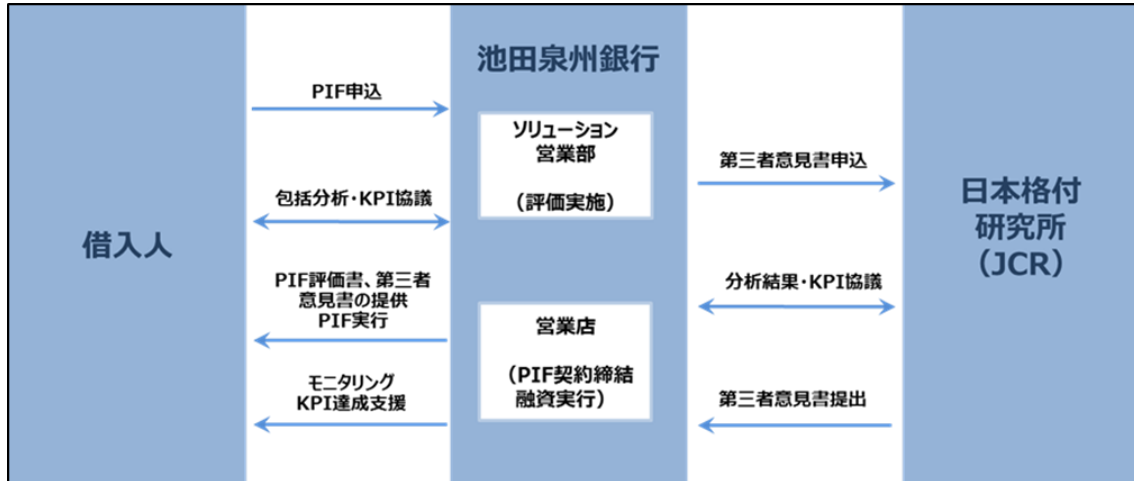 借入人
PIF申込
包括分析・KPI協議
PIF評価書、第三者
意見書の提供
PIF実行
モニタリング
KPI達成支援
池田泉州銀行
ソリューション
営業部
（評価実施）
営業店
（PIF契約締結
融資実行）
第三者意見書申込
分析結果・KPI協議
第三者意見書提出
日本格付
研究所
（JCR）